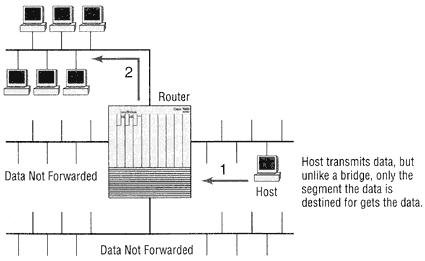 2
Router
1
Data Not Forwarded
Host
Host transmits data, but
unlike a bridge, only the
segment the data is
destined for gets the data.
Data Not Forwarded